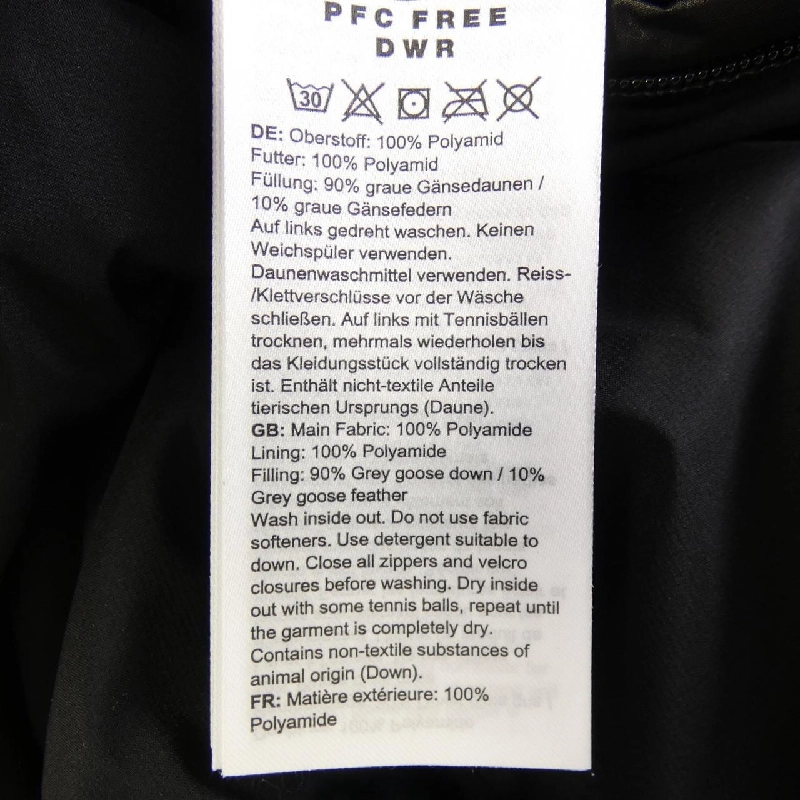 PFC FREE
DWR
30
DE: Oberstoff: 100% Polyamid
Futter: 100% Polyamid
Füllung: 90% graue Gänsedaunen /
10% graue Gänsefedern
Auf links gedreht waschen. Keinen
Weichspüler verwenden.
Daunenwaschmittel verwenden. Reiss-
/Klettverschlüsse vor der Wäsche
schließen. Auf links mit Tennisbällen
trocknen, mehrmals wiederholen bis
das Kleidungsstück vollständig trocken
ist. Enthält nicht-textile Anteile
tierischen Ursprungs (Daune).
GB: Main Fabric: 100% Polyamide
Lining: 100% Polyamide
Filling: 90% Grey goose down / 10%
Grey goose feather
Wash inside out. Do not use fabric
softeners. Use detergent suitable to
down. Close all zippers and velcro
closures before washing. Dry inside
out with some tennis balls, repeat until
the garment is completely dry.
Contains non-textile substances of
animal origin (Down).
FR: Matière extérieure: 100%
Polyamide